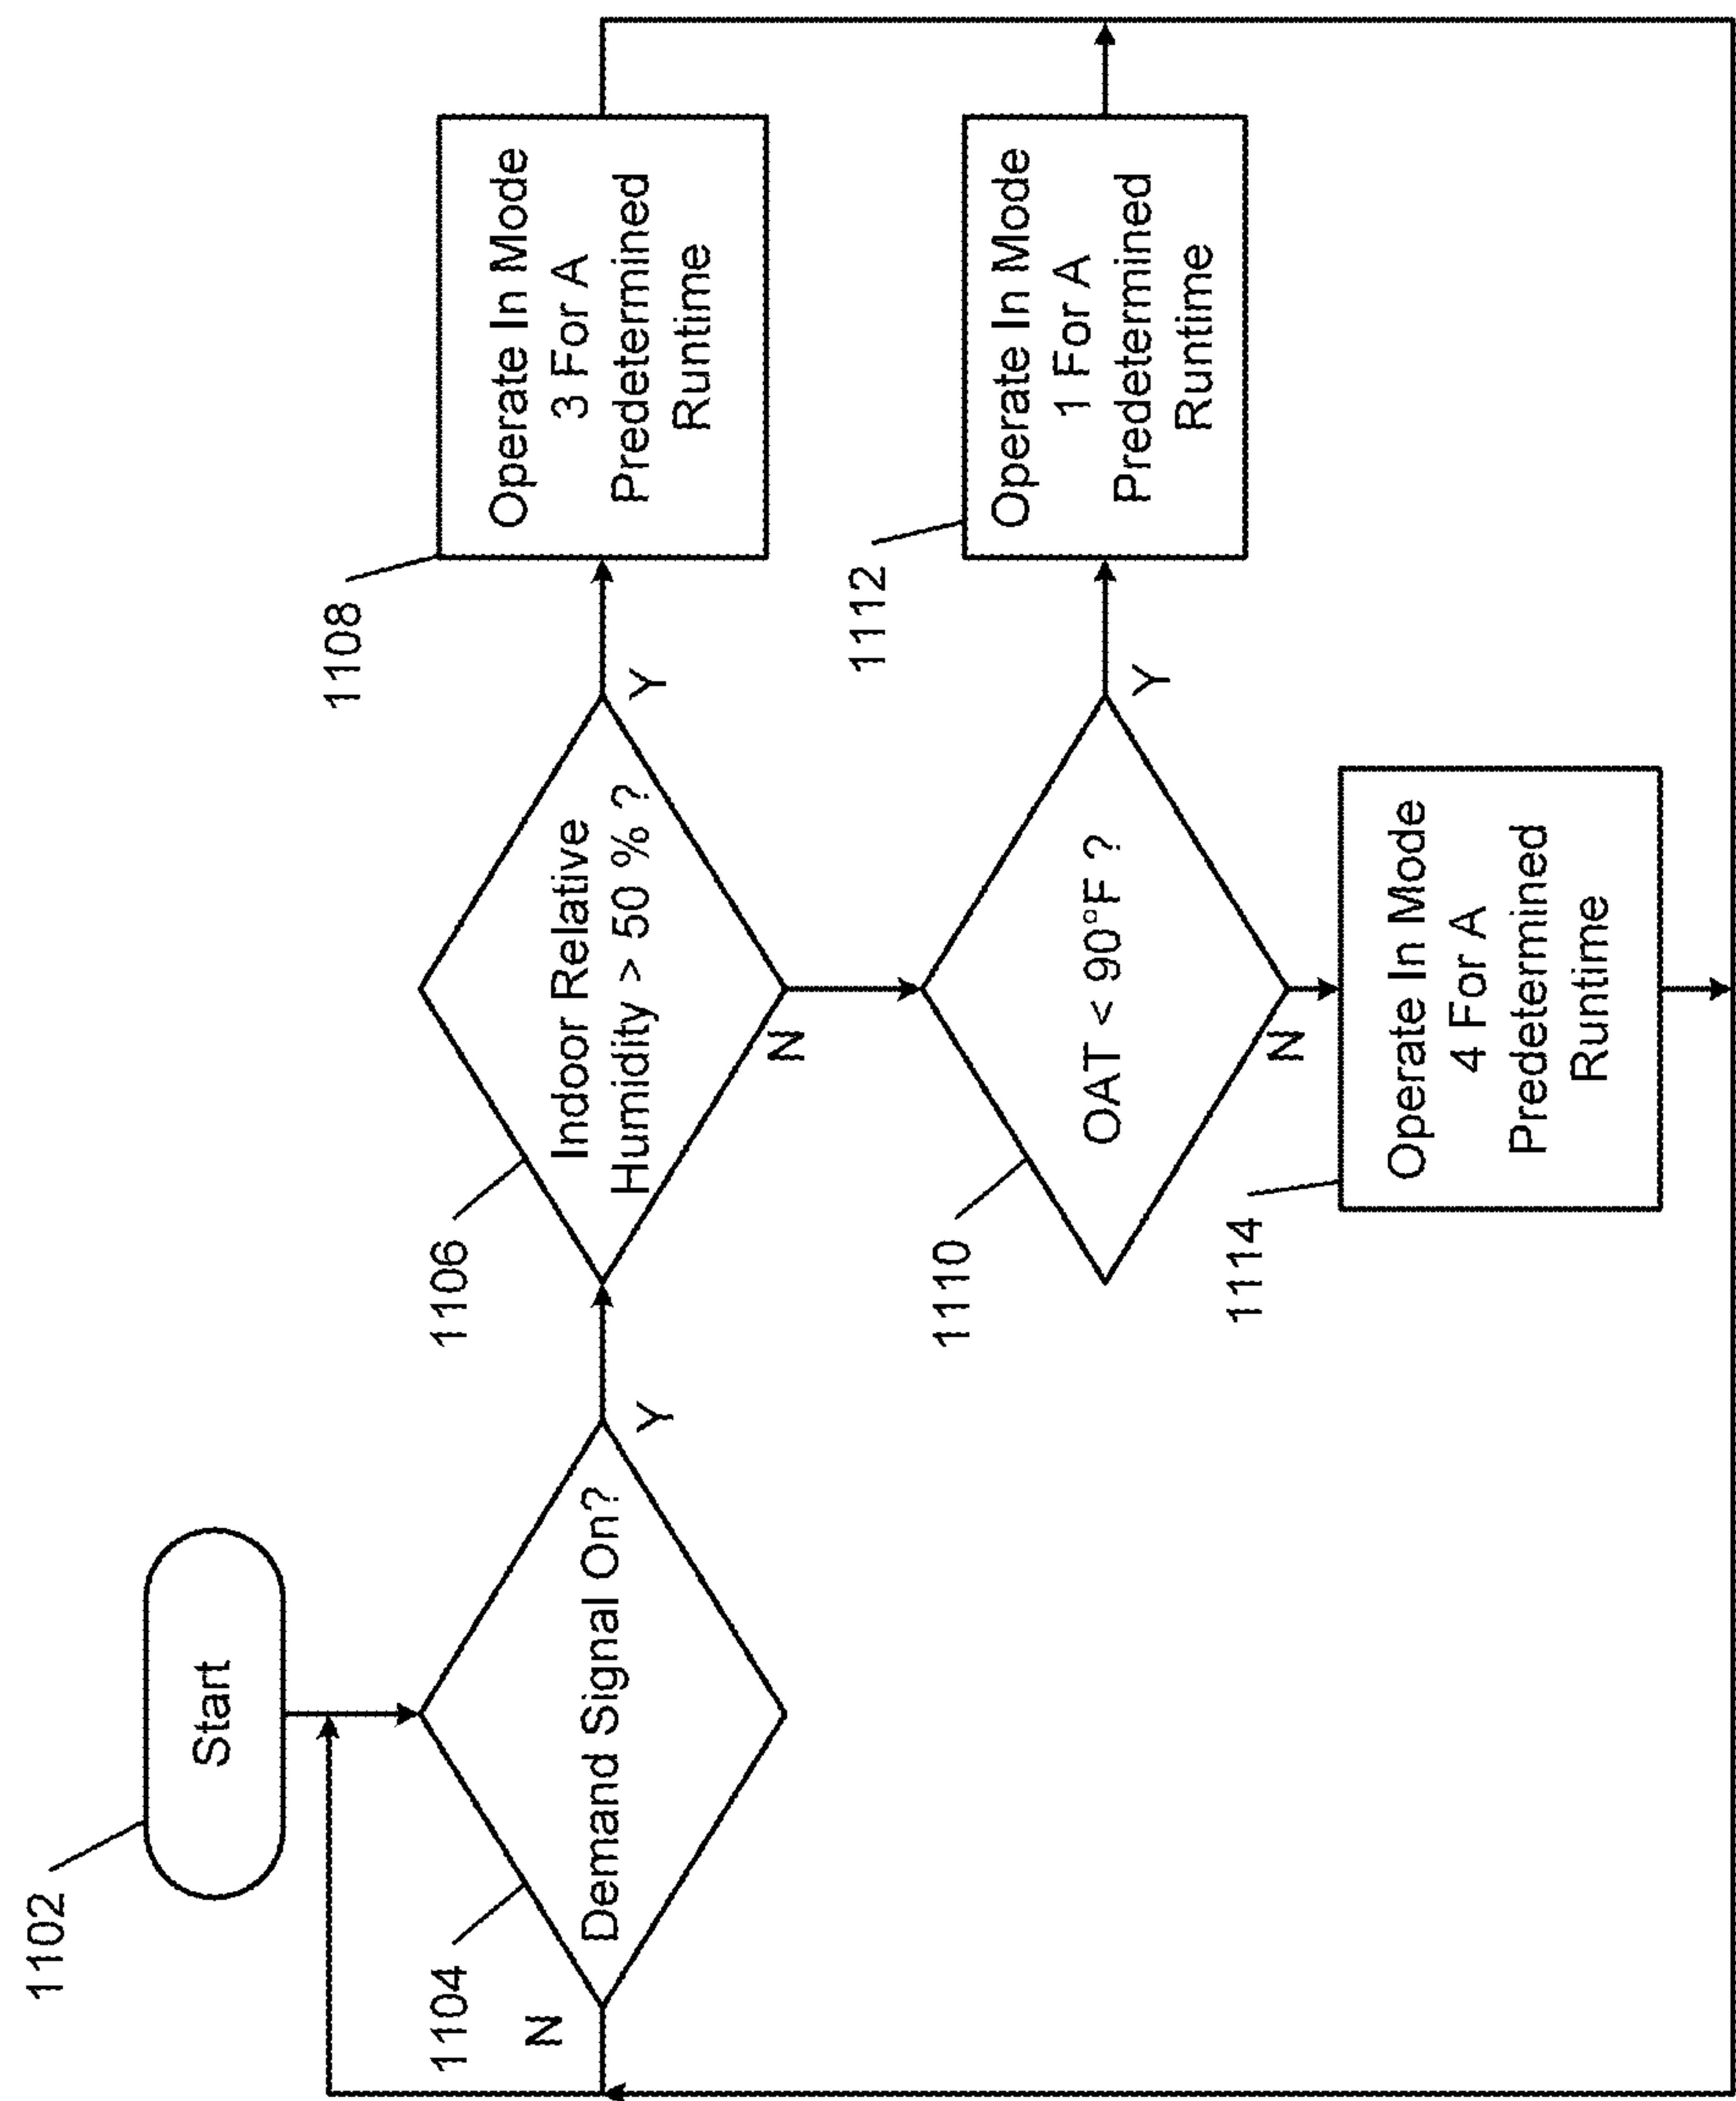 1102
Start
1104
Demand Signal On?
N
Y
1106
Indoor Relative
Humidity > 50 % ?
Y
N
1108
Operate In Mode
3 For A
Predetermined
Runtime
1110
OAT < 90°F ?
Y
N
1112
Operate In Mode
1 For A
Predetermined
Runtime
1114
Operate In Mode
4 For A
Predetermined
Runtime